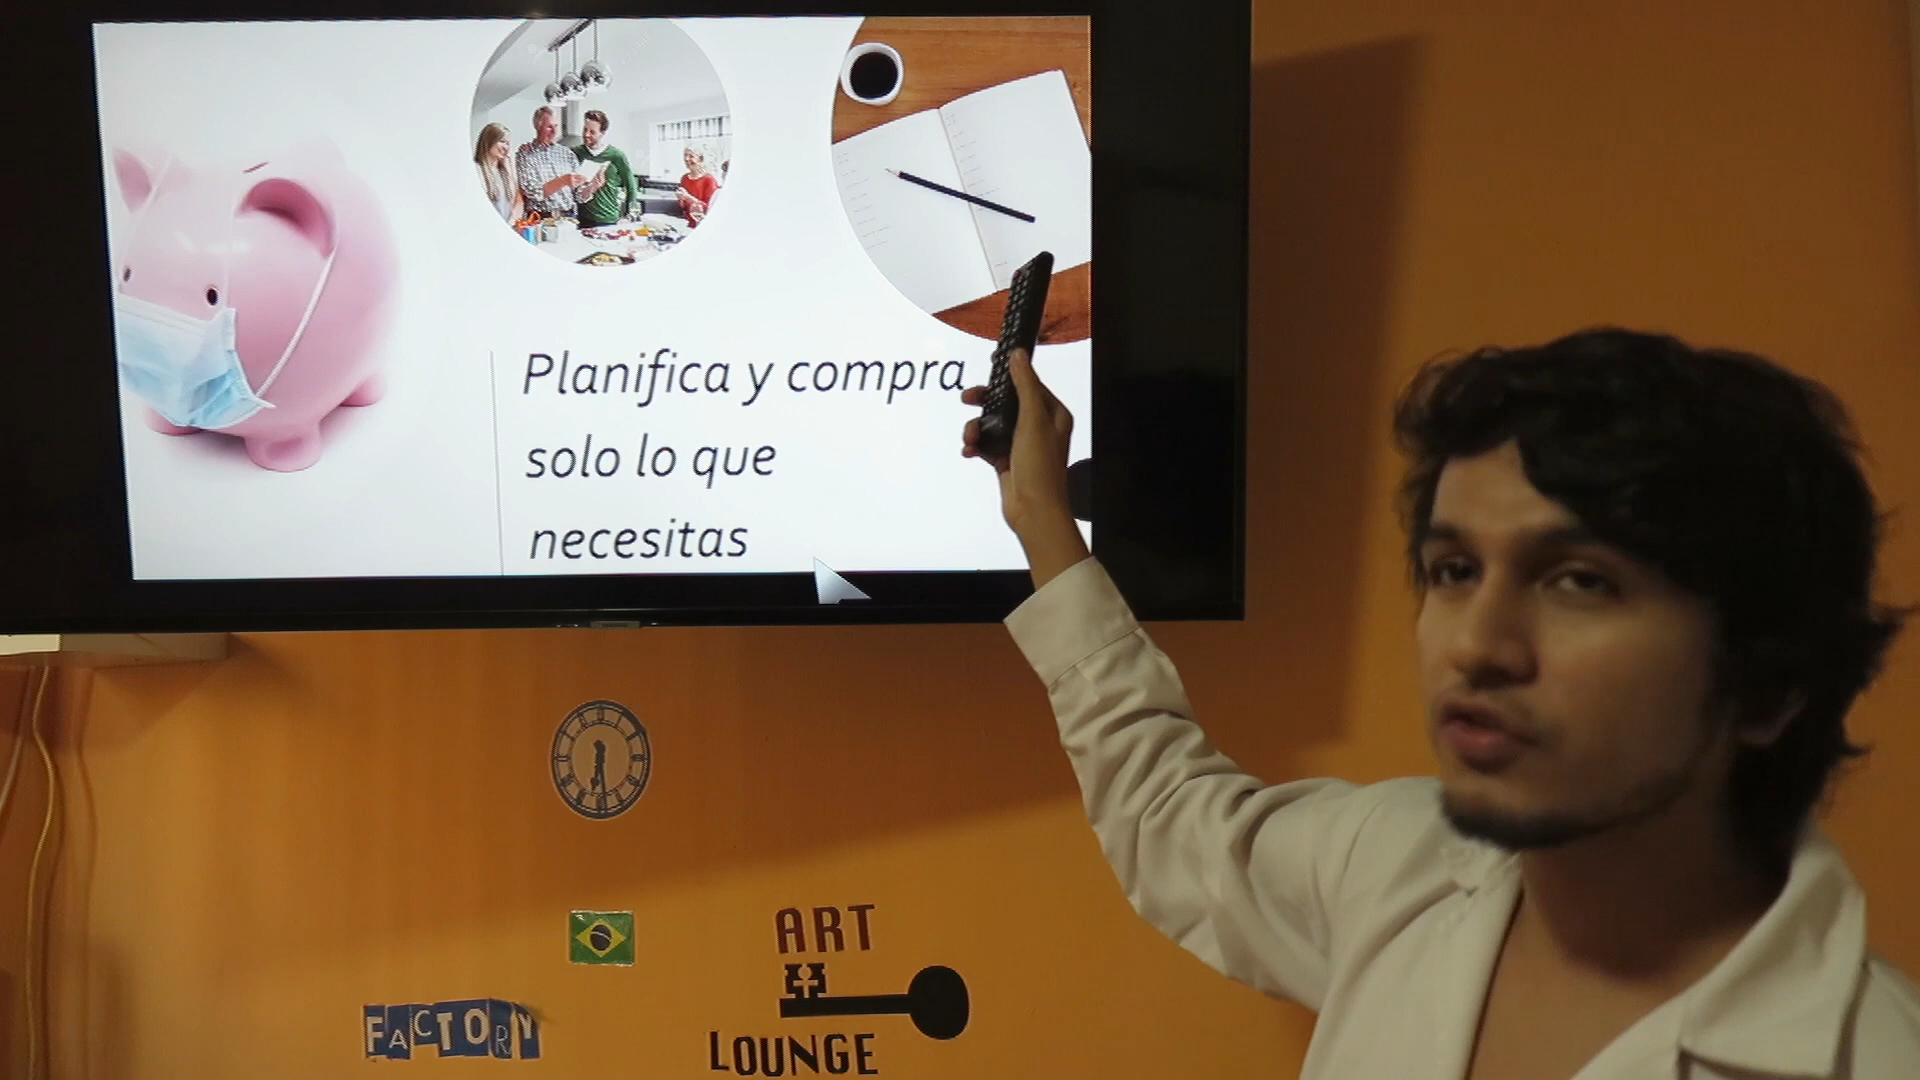 Planifica y compra
solo lo que
necesitas
ART
LOUNGE
FACTORY